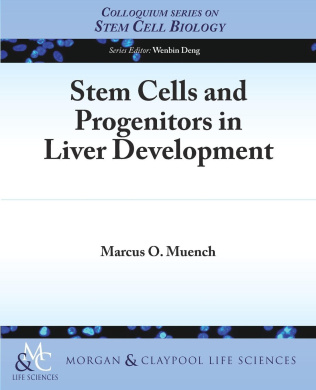 COLLOQUIUM SERIES ON
STEM CELL BIOLOGY
Series Editor: Wenbin Deng
Stem Cells and
Progenitors in
Liver Development
Marcus O. Muench
M&C
LIFE SCIENCES
MORGAN & CLAYPOOL LIFE SCIENCES